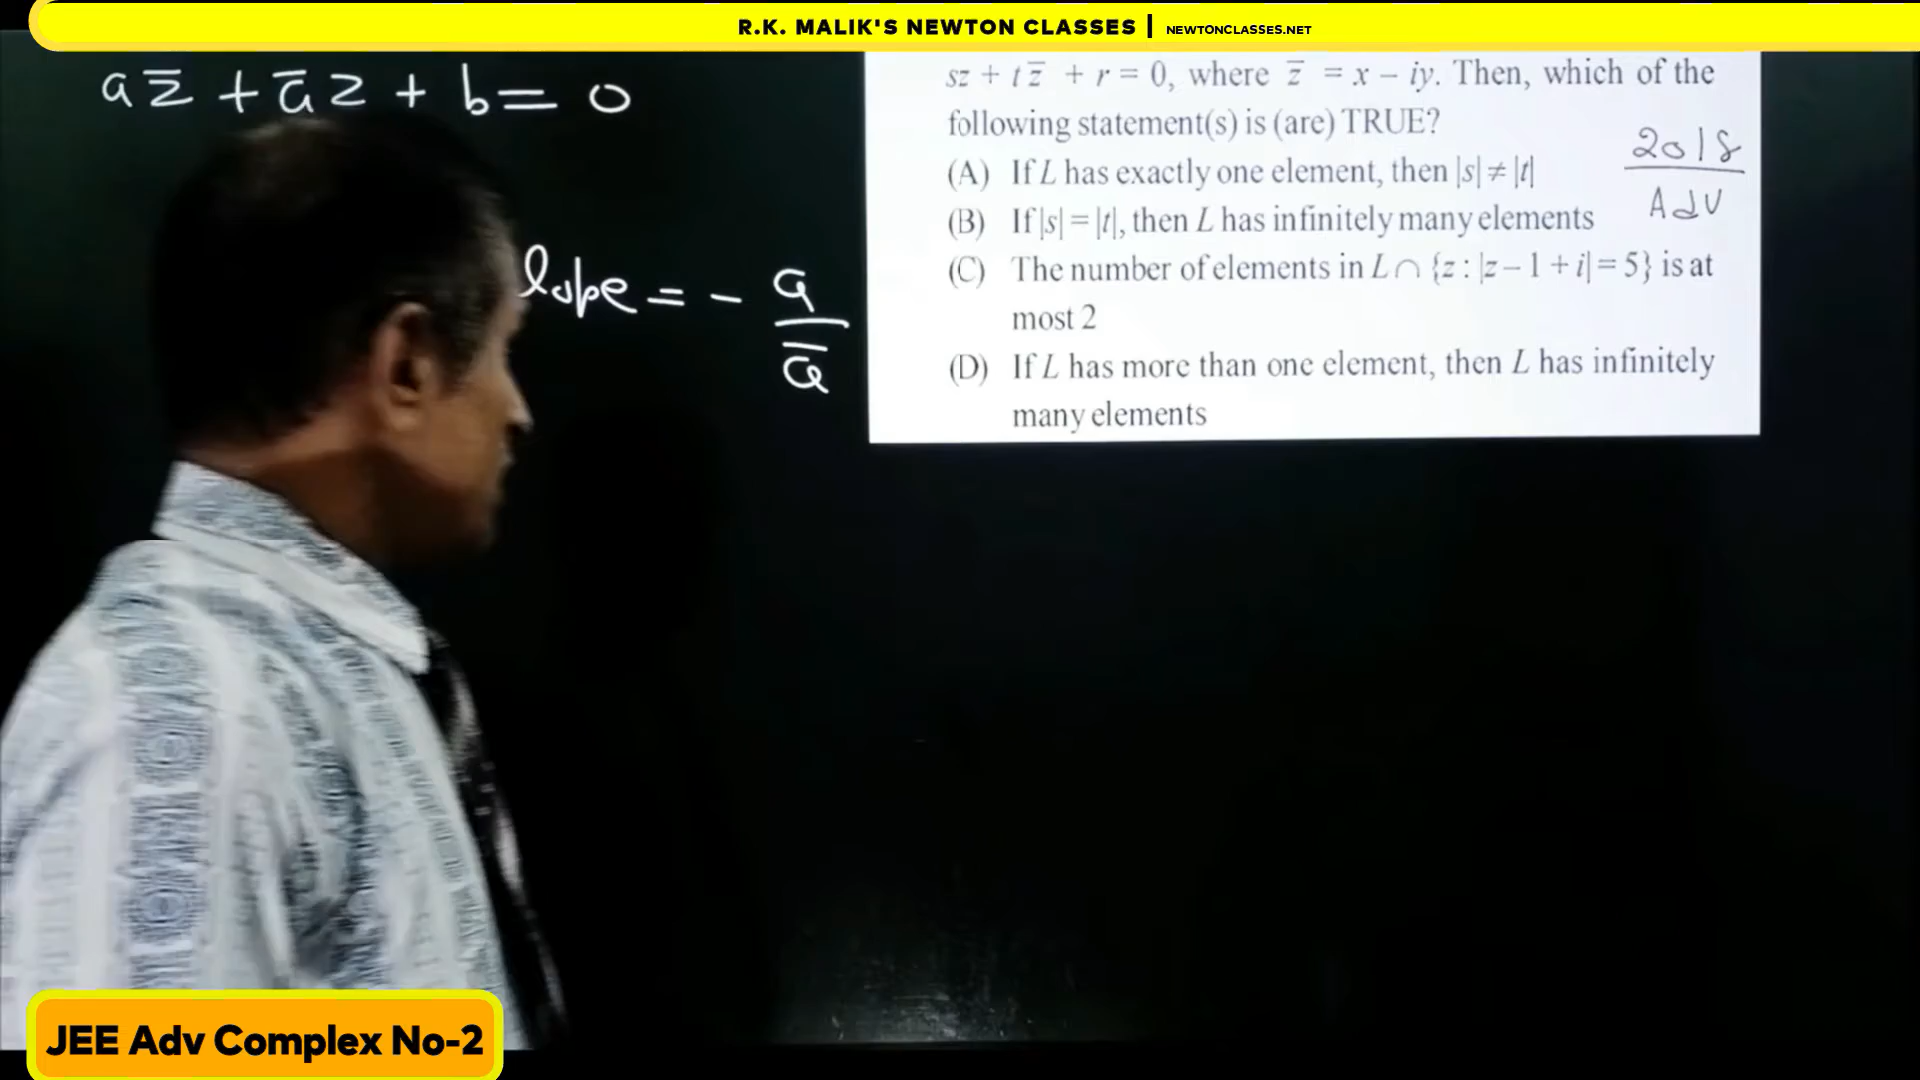 R.K. MALIK'S NEWTON CLASSES | NEWTONCLASSES.NET
a z̅ + a̅ z + b = 0
lope = - a / a̅
sz + t z̅ + r = 0, where z̅ = x – iy. Then, which of the
following statement(s) is (are) TRUE?
2018
Adv
(A) If L has exactly one element, then |s| ≠ |t|
(B) If |s| = |t|, then L has infinitely many elements
(C) The number of elements in L ∩ {z : |z – 1 + i| = 5} is at
most 2
(D) If L has more than one element, then L has infinitely
many elements
JEE Adv Complex No-2